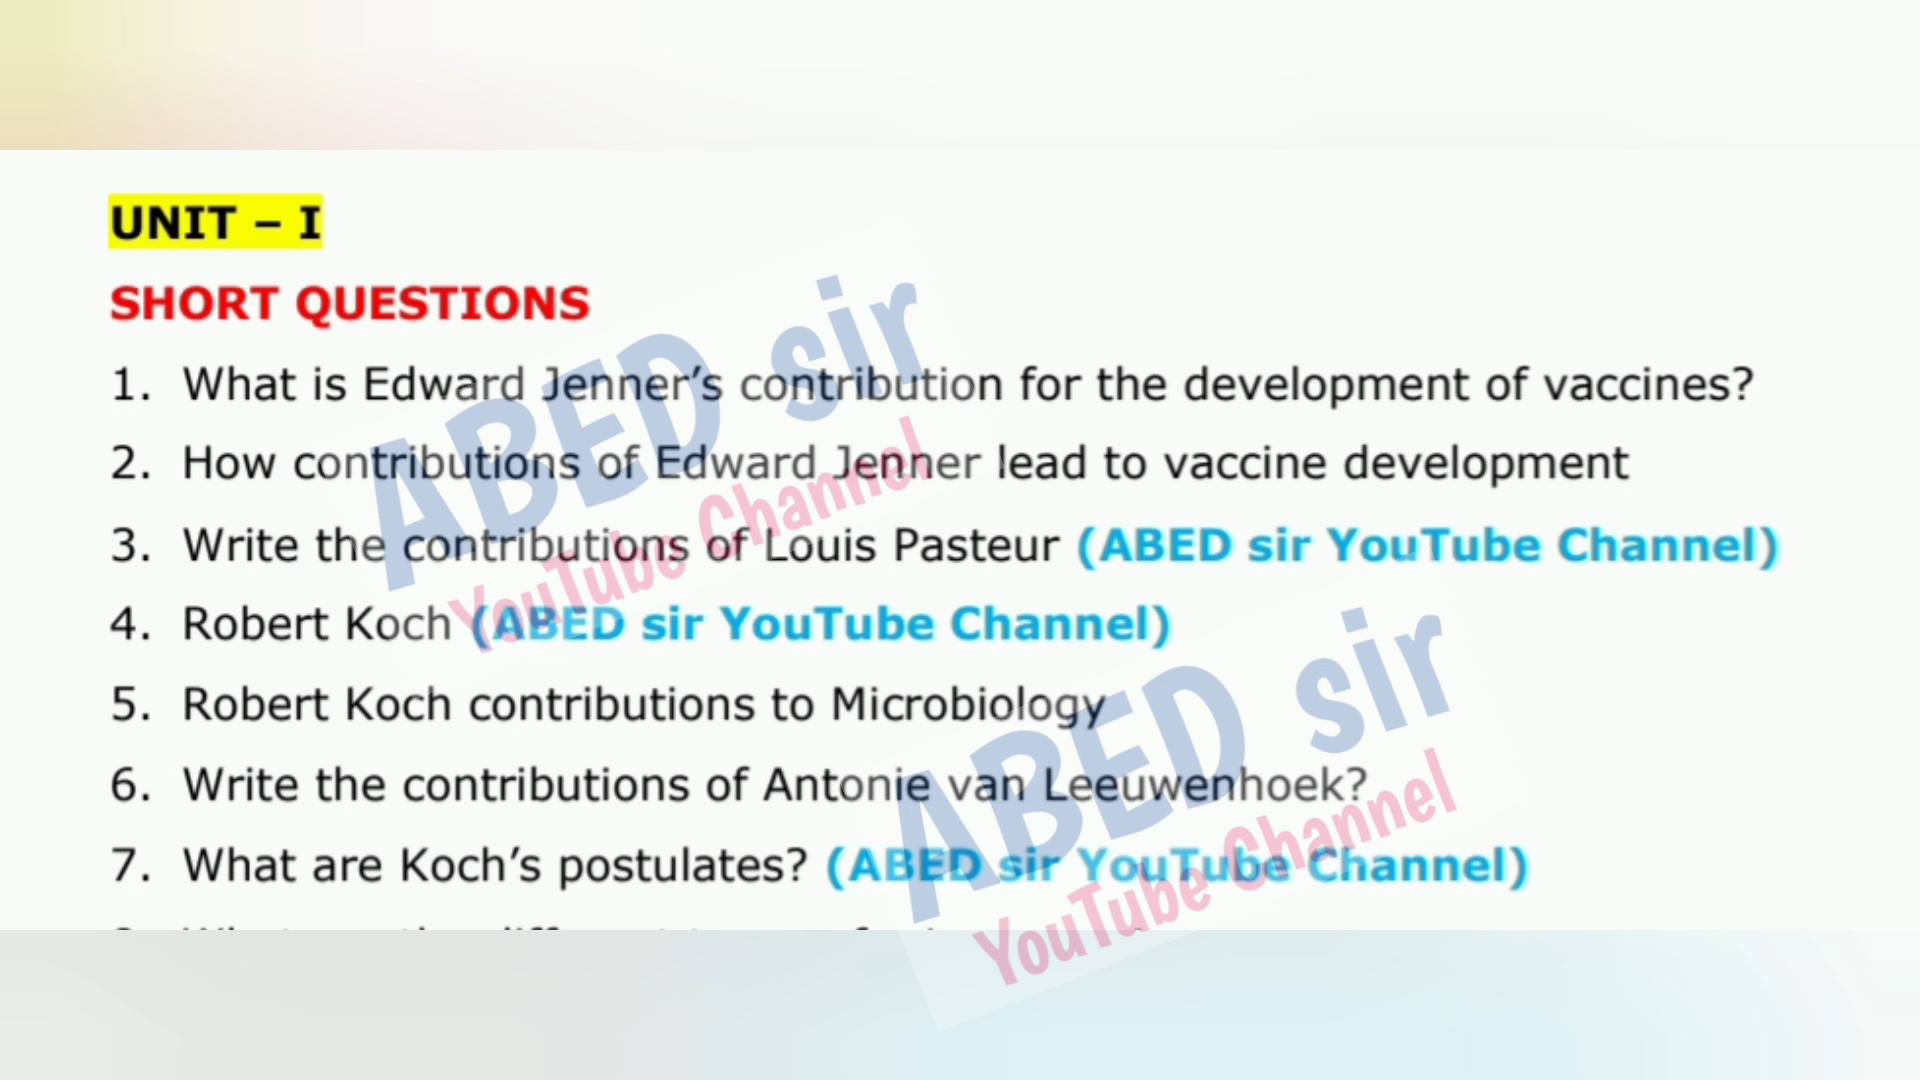 UNIT – I
SHORT QUESTIONS
1. What is Edward Jenner’s contribution for the development of vaccines?
2. How contributions of Edward Jenner lead to vaccine development
3. Write the contributions of Louis Pasteur (ABED sir YouTube Channel)
4. Robert Koch (ABED sir YouTube Channel)
5. Robert Koch contributions to Microbiology
6. Write the contributions of Antonie van Leeuwenhoek?
7. What are Koch’s postulates? (ABED sir YouTube Channel)
ABED sir
YouTube Channel
ABED sir
YouTube Channel